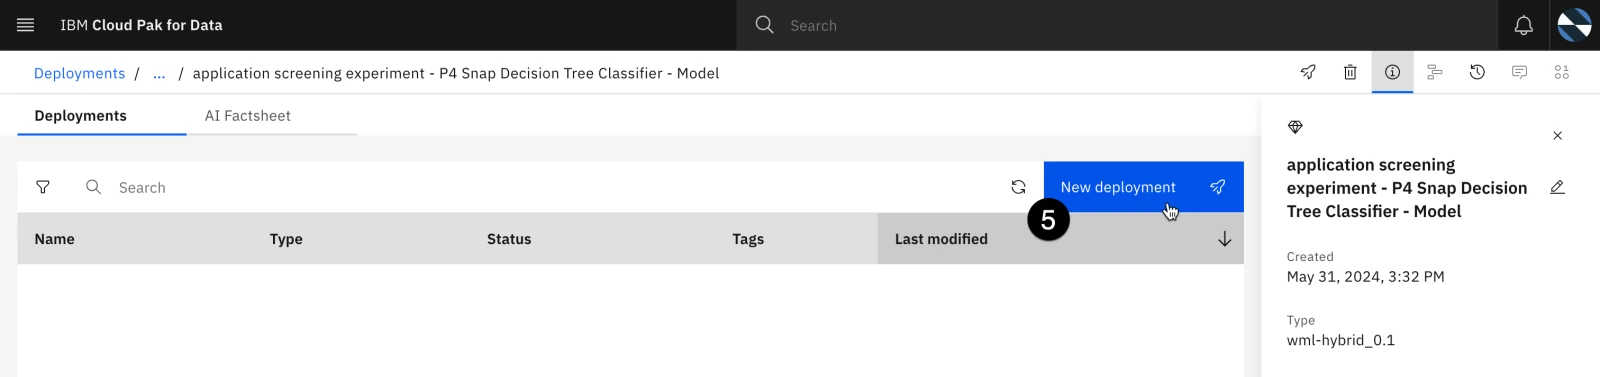 IBM Cloud Pak for Data
Search
Deployments / ... / application screening experiment - P4 Snap Decision Tree Classifier - Model
Deployments
AI Factsheet
Search
New deployment
5
Name Type Status Tags Last modified
application screening
experiment - P4 Snap Decision
Tree Classifier - Model
Created
May 31, 2024, 3:32 PM
Type
wml-hybrid_0.1